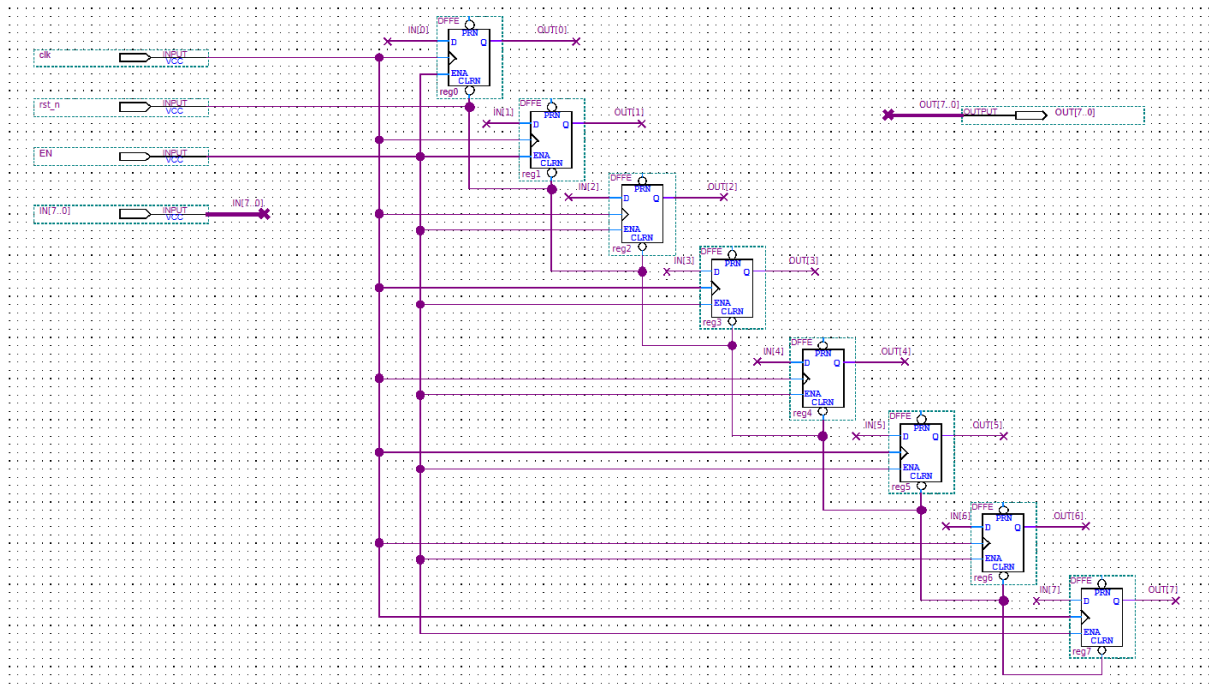 clk
INPUT
VCC
rst_n
INPUT
VCC
EN
INPUT
VCC
IN[7..0]
INPUT
VCC
IN[7..0]
OUT[7..0]
OUTPUT
OUT[7..0]
DFFE
IN[0]
PRN
OUT[0]
D
Q
ENA
CLRN
reg0
DFFE
IN[1]
PRN
OUT[1]
D
Q
ENA
CLRN
reg1
DFFE
IN[2]
PRN
OUT[2]
D
Q
ENA
CLRN
reg2
DFFE
IN[3]
PRN
OUT[3]
D
Q
ENA
CLRN
reg3
DFFE
IN[4]
PRN
OUT[4]
D
Q
ENA
CLRN
reg4
DFFE
IN[5]
PRN
OUT[5]
D
Q
ENA
CLRN
reg5
DFFE
IN[6]
PRN
OUT[6]
D
Q
ENA
CLRN
reg6
DFFE
IN[7]
PRN
OUT[7]
D
Q
ENA
CLRN
reg7